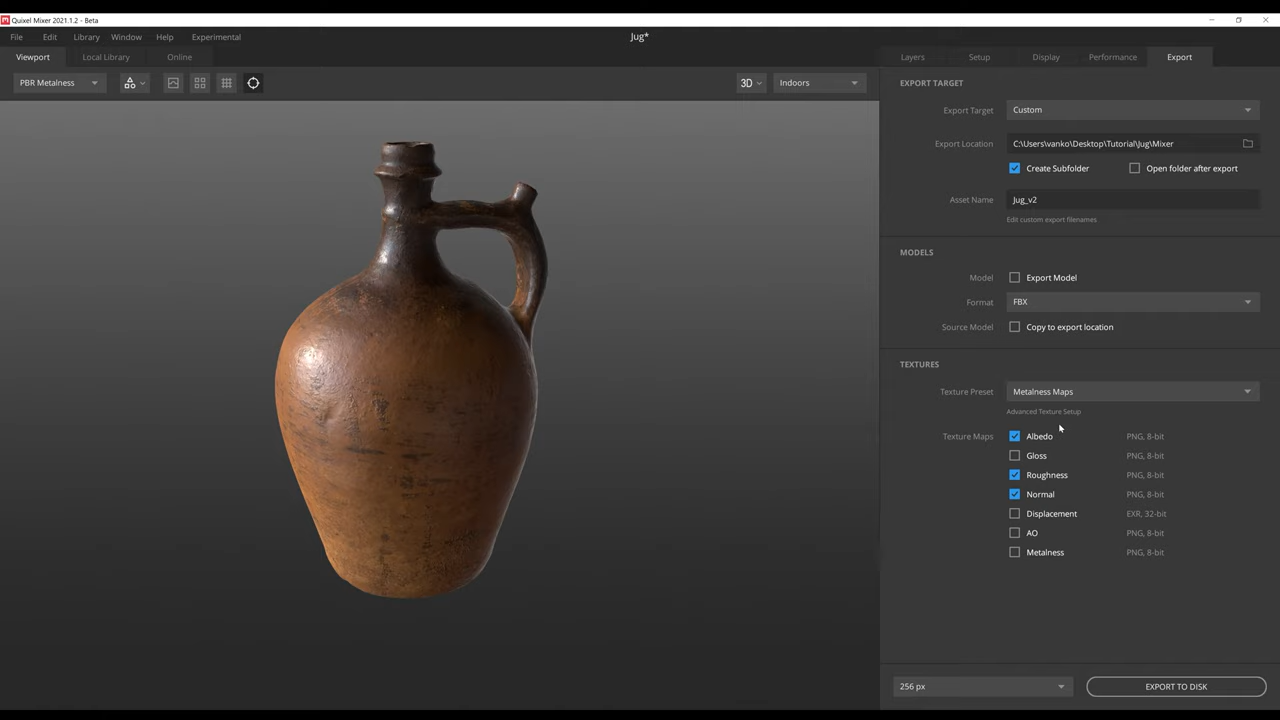 Quixel Mixer 2021.1.2 - Beta
File Edit Library Window Help Experimental
Jug*
Viewport Local Library Online
Layers Setup Display Performance Export
PBR Metalness
3D
Indoors
EXPORT TARGET
Export Target Custom
Export Location C:\Users\vanko\Desktop\Tutorial\Jug\Mixer
Create Subfolder Open folder after export
Asset Name Jug_v2
Edit custom export filenames
MODELS
Model Export Model
Format FBX
Source Model Copy to export location
TEXTURES
Texture Preset Metalness Maps
Advanced Texture Setup
Texture Maps Albedo PNG, 8-bit
Gloss PNG, 8-bit
Roughness PNG, 8-bit
Normal PNG, 8-bit
Displacement EXR, 32-bit
AO PNG, 8-bit
Metalness PNG, 8-bit
256 px EXPORT TO DISK